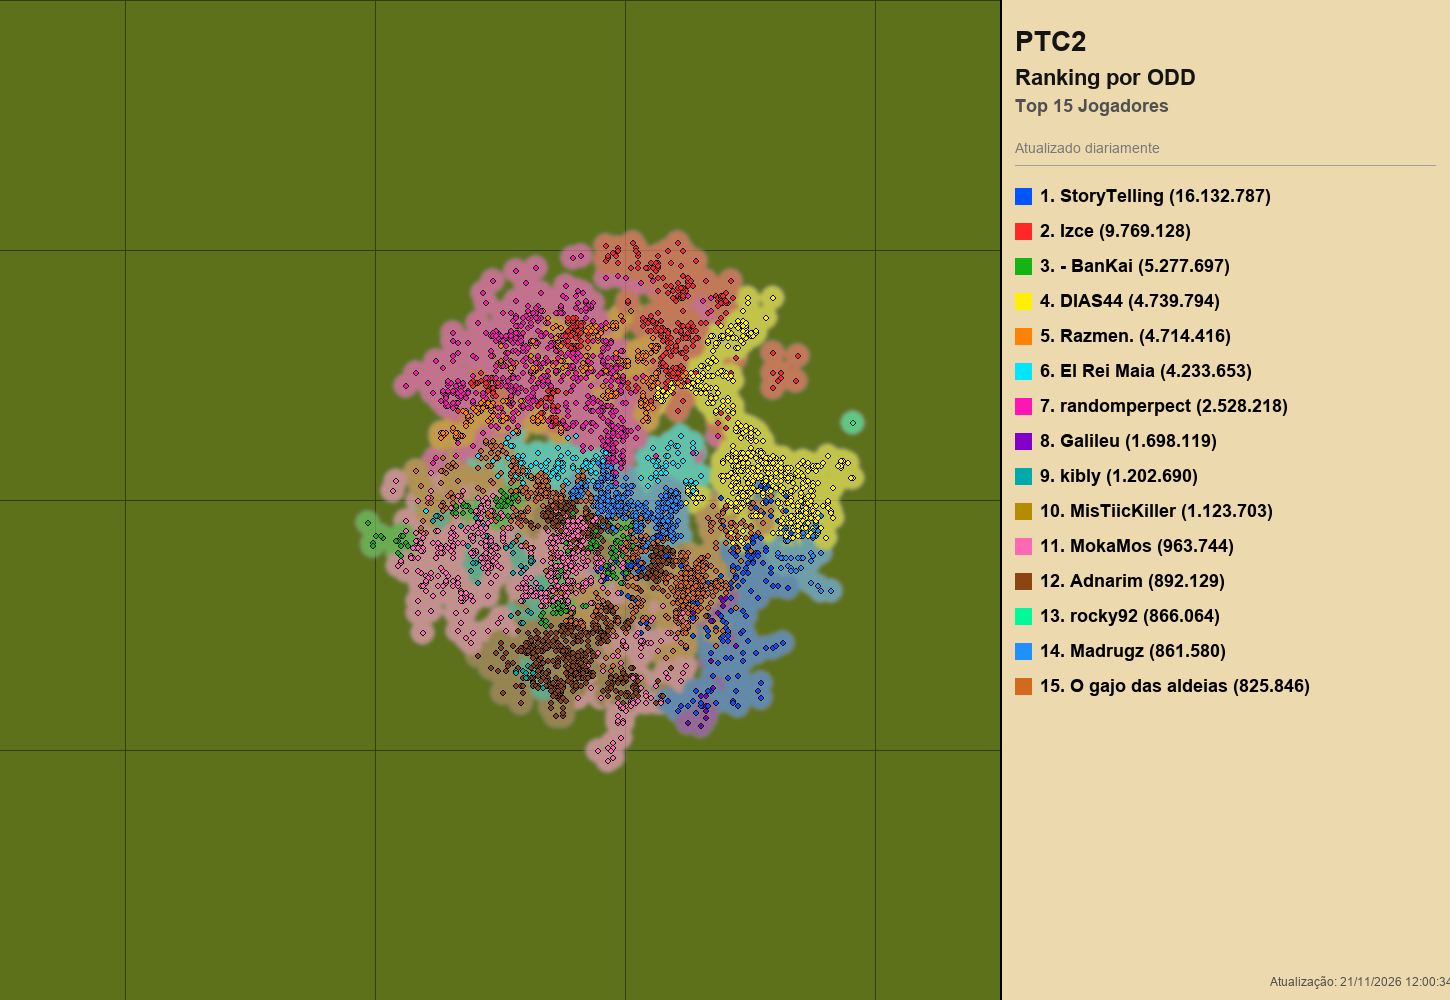 PTC2
Ranking por ODD
Top 15 Jogadores
Atualizado diariamente
1. StoryTelling (16.132.787)
2. Izce (9.769.128)
3. - BanKai (5.277.697)
4. DIAS44 (4.739.794)
5. Razmen. (4.714.416)
6. El Rei Maia (4.233.653)
7. randomperpect (2.528.218)
8. Galileu (1.698.119)
9. kibly (1.202.690)
10. MisTiicKiller (1.123.703)
11. MokaMos (963.744)
12. Adnarim (892.129)
13. rocky92 (866.064)
14. Madrugz (861.580)
15. O gajo das aldeias (825.846)
Atualização: 21/11/2026 12:00:34